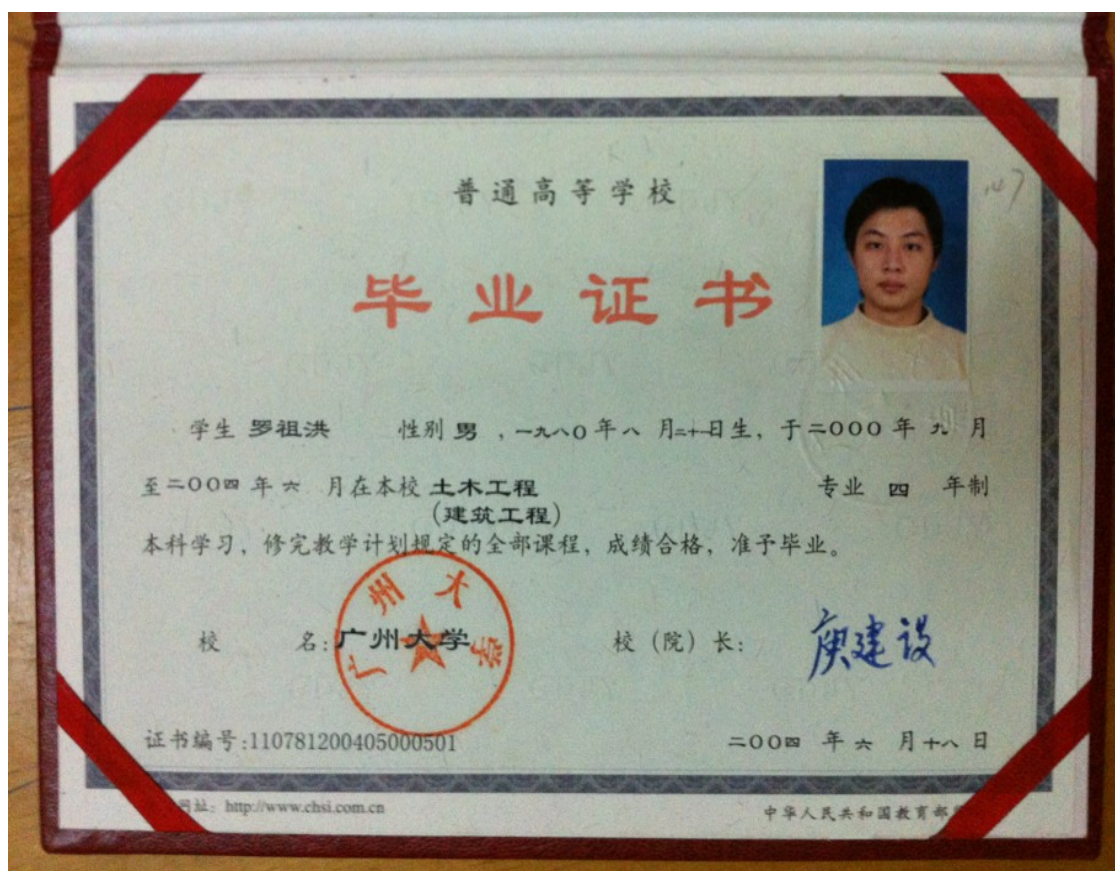 普通高等学校
147
毕业证书
学生 罗祖洪 性别 男 ，一九八〇年八 月二十日生，于二〇〇〇 年 九 月
至二〇〇四 年 六 月在本校 土木工程 专业 四 年制
(建筑工程)
本科学习，修完教学计划规定的全部课程，成绩合格，准予毕业。
广州大学
校 名：广州大学 校（院）长： 庾建设
证书编号:110781200405000501 二〇〇四 年 六 月 十八 日
网址：http://www.chsi.com.cn 中华人民共和国教育部